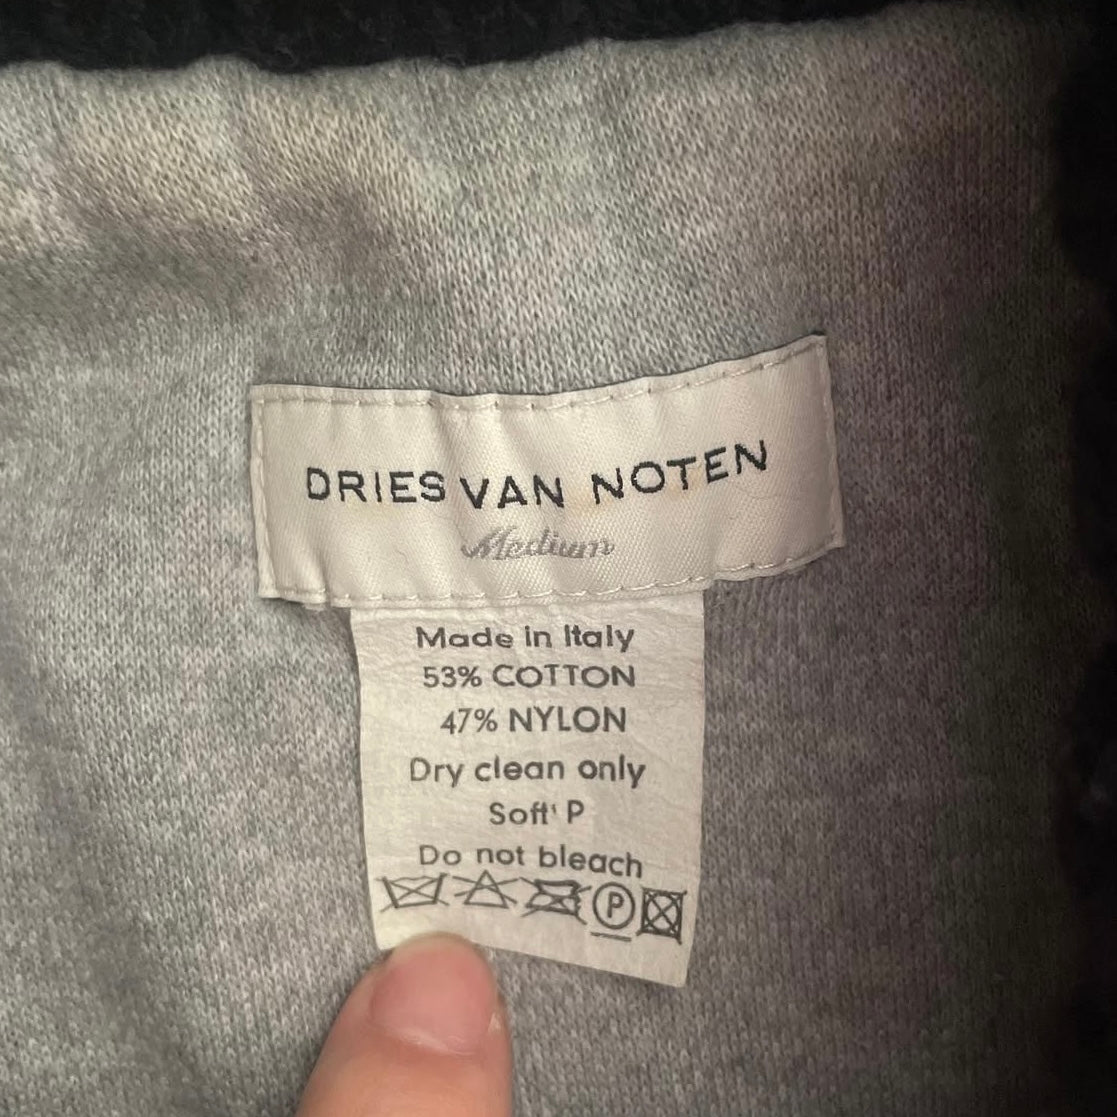 DRIES VAN NOTEN
Medium
Made in Italy
53% COTTON
47% NYLON
Dry clean only
Soft' P
Do not bleach
P